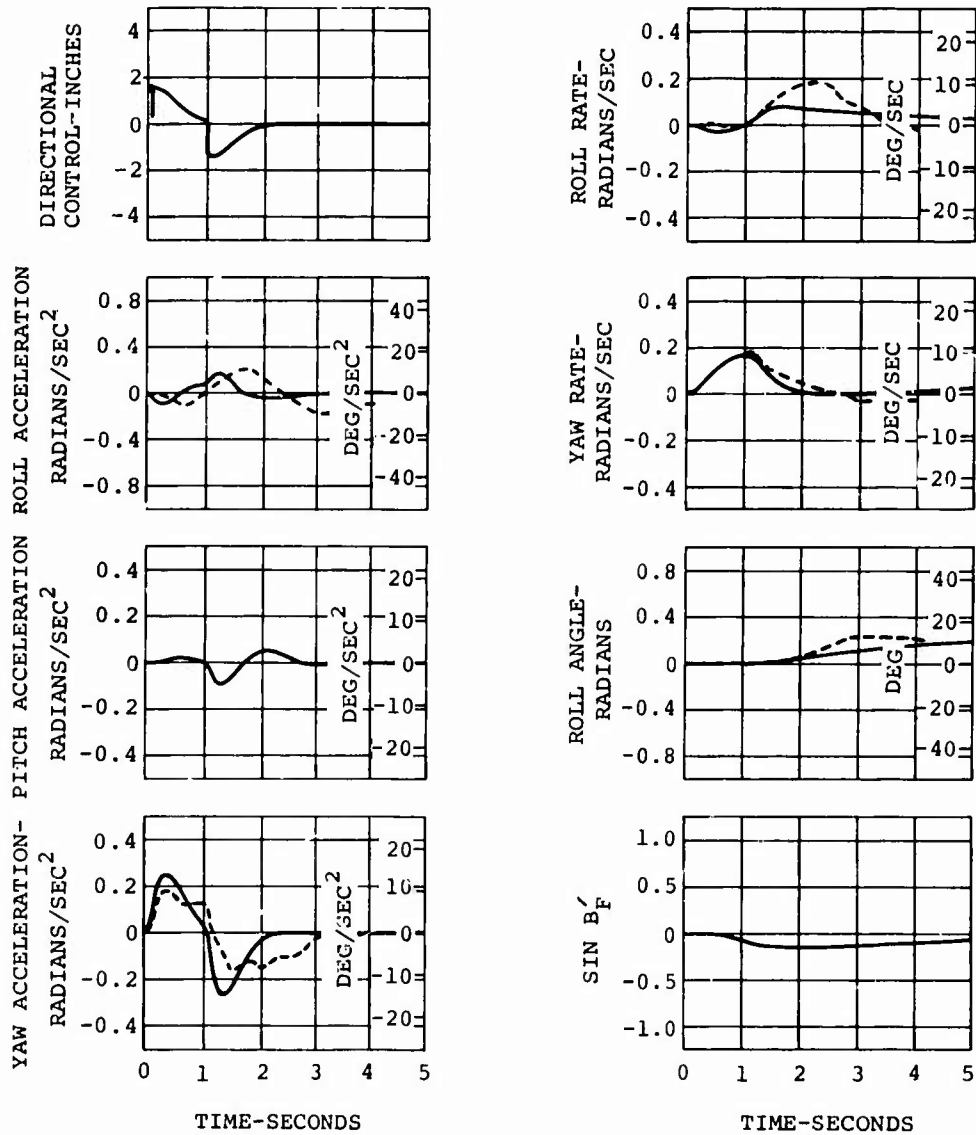 DIRECTIONAL
CONTROL-INCHES
4
2
0
-2
-4
ROLL RATE-
RADIANS/SEC
0.4
0.2
0
-0.2
-0.4
20
10
0
-10
-20
DEG/SEC
ROLL ACCELERATION
RADIANS/SEC2
0.8
0.4
0
-0.4
-0.8
40
20
0
-20
-40
DEG/SEC2
YAW RATE-
RADIANS/SEC
0.4
0.2
0
-0.2
-0.4
20
10
0
-10
-20
DEG/SEC
PITCH ACCELERATION
RADIANS/SEC2
0.4
0.2
0
-0.2
-0.4
20
10
0
-10
-20
DEG/SEC2
ROLL ANGLE-
RADIANS
0.8
0.4
0
-0.4
-0.8
40
20
0
-20
-40
DEG
YAW ACCELERATION-
RADIANS/SEC2
0.4
0.2
0
-0.2
-0.4
20
10
0
-10
-20
DEG/SEC2
0 1 2 3 4 5
TIME-SECONDS
SIN B′F
1.0
0.5
0
-0.5
-1.0
0 1 2 3 4 5
TIME-SECONDS